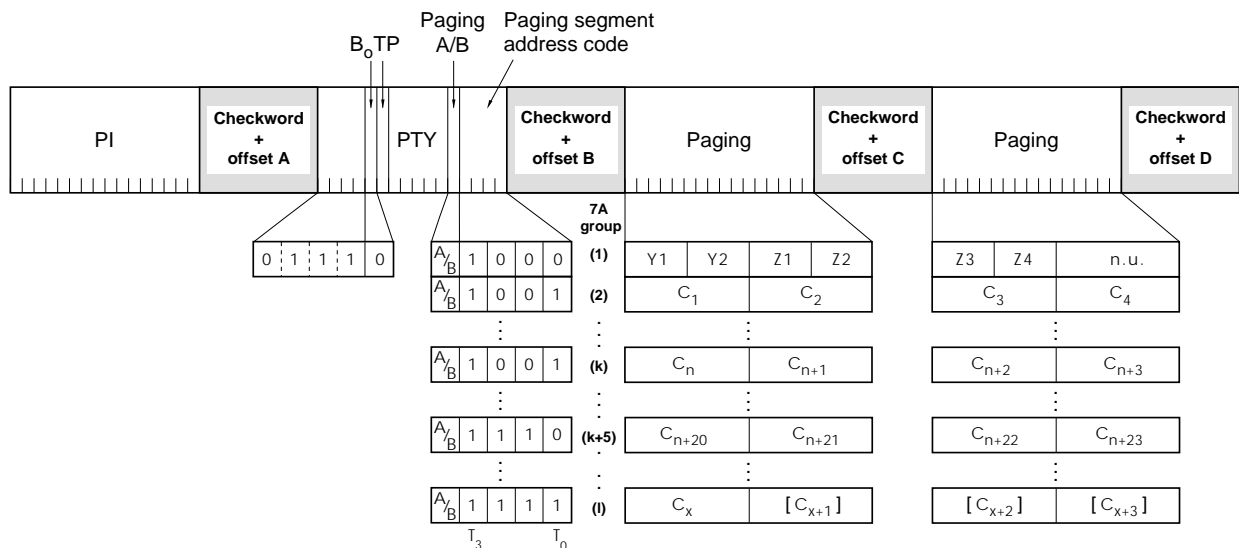 Paging A/B
Paging segment address code
BoTP
PI
Checkword + offset A
PTY
Checkword + offset B
Paging
Checkword + offset C
Paging
Checkword + offset D
7A group
0 1 1 1 0
A/B 1 0 0 0 (1) Y1 Y2 Z1 Z2 Z3 Z4 n.u.
A/B 1 0 0 1 (2) C1 C2 C3 C4
A/B 1 0 0 1 (k) Cn Cn+1 Cn+2 Cn+3
A/B 1 1 1 0 (k+5) Cn+20 Cn+21 Cn+22 Cn+23
A/B 1 1 1 1 (l) Cx [Cx+1] [Cx+2] [Cx+3]
T3 T0